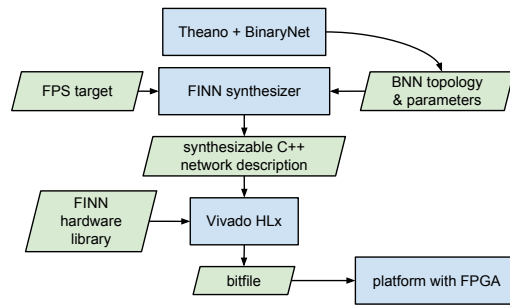 Theano + BinaryNet
FPS target
FINN synthesizer
BNN topology
& parameters
synthesizable C++
network description
FINN
hardware
library
Vivado HLx
bitfile
platform with FPGA